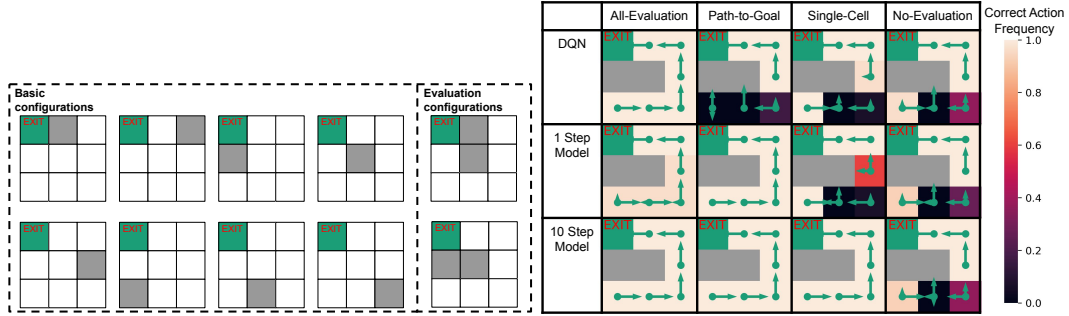 Basic
configurations
Evaluation
configurations
EXIT
EXIT
EXIT
EXIT
EXIT
EXIT
EXIT
EXIT
EXIT
EXIT
All-Evaluation
Path-to-Goal
Single-Cell
No-Evaluation
DQN
EXIT
EXIT
EXIT
EXIT
1 Step
Model
EXIT
EXIT
EXIT
EXIT
10 Step
Model
EXIT
EXIT
EXIT
EXIT
Correct Action
Frequency
1.0
0.8
0.6
0.4
0.2
0.0